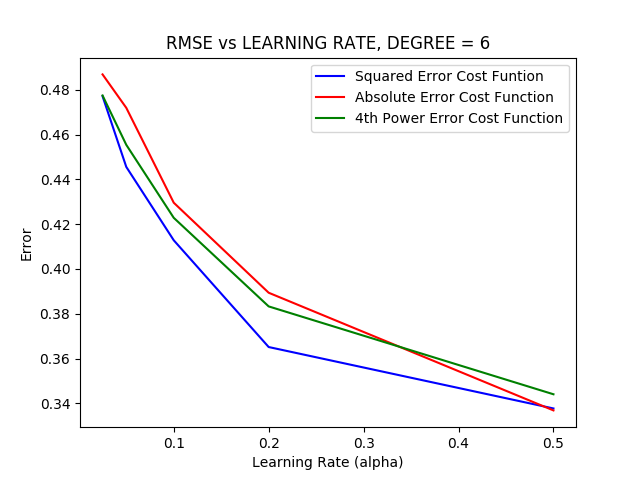 RMSE vs LEARNING RATE, DEGREE = 6
Squared Error Cost Funtion
Absolute Error Cost Function
4th Power Error Cost Function
0.48
0.46
0.44
0.42
0.40
0.38
0.36
0.34
Error
0.1 0.2 0.3 0.4 0.5
Learning Rate (alpha)